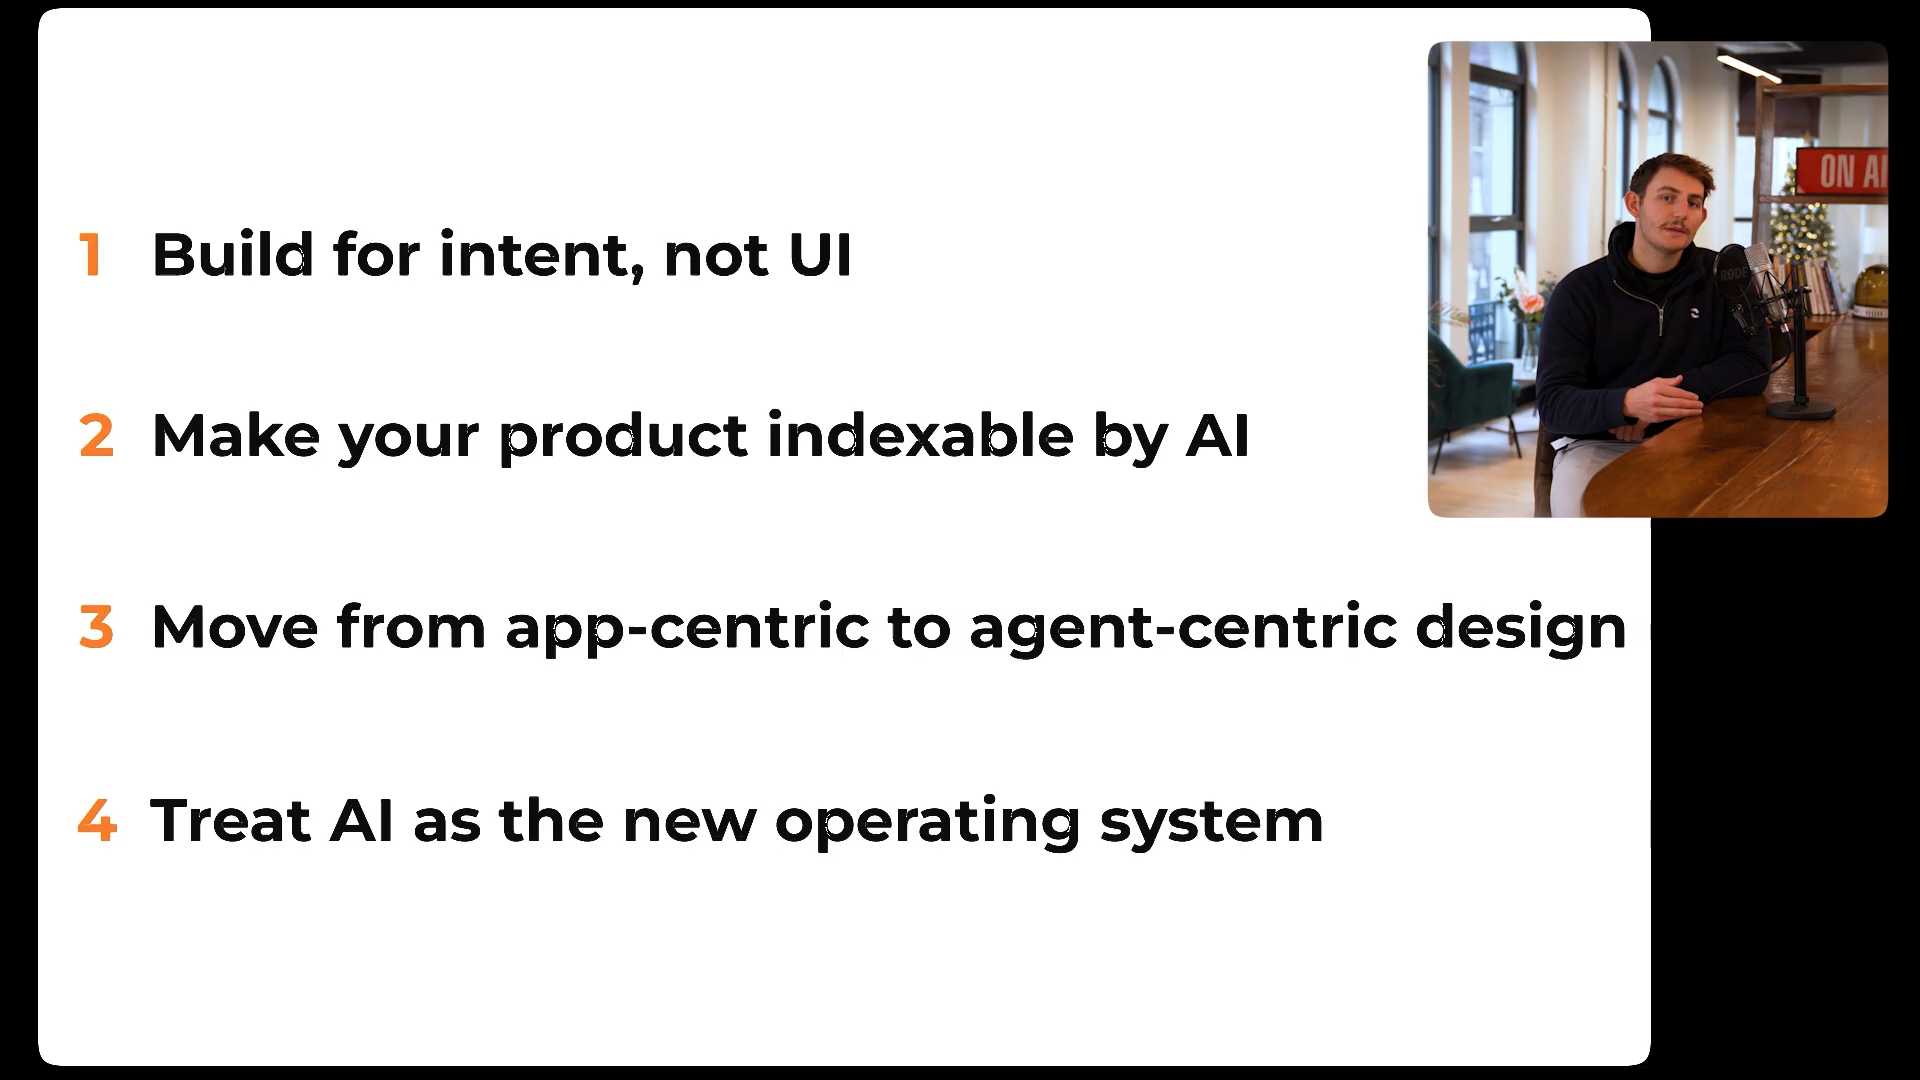 1 Build for intent, not UI
2 Make your product indexable by AI
3 Move from app-centric to agent-centric design
4 Treat AI as the new operating system
ON AI
RØDE